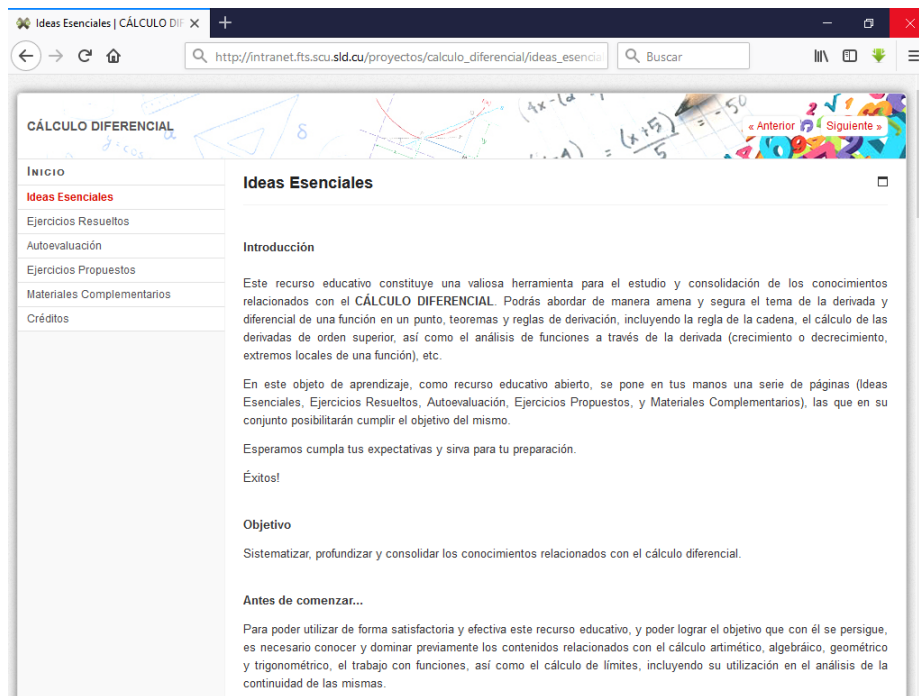 Ideas Esenciales | CÁLCULO DIF
http://intranet.fts.scu.sld.cu/proyectos/calculo_diferencial/ideas_esencia
Buscar
(4x-(a
-50
CÁLCULO DIFERENCIAL
α
δ
(x+5)
=
5
« Anterior
Siguiente »
INICIO
Ideas Esenciales
Ejercicios Resueltos
Autoevaluación
Ejercicios Propuestos
Materiales Complementarios
Créditos
Ideas Esenciales
Introducción
Este recurso educativo constituye una valiosa herramienta para el estudio y consolidación de los conocimientos
relacionados con el CÁLCULO DIFERENCIAL. Podrás abordar de manera amena y segura el tema de la derivada y
diferencial de una función en un punto, teoremas y reglas de derivación, incluyendo la regla de la cadena, el cálculo de las
derivadas de orden superior, así como el análisis de funciones a través de la derivada (crecimiento o decrecimiento,
extremos locales de una función), etc.
En este objeto de aprendizaje, como recurso educativo abierto, se pone en tus manos una serie de páginas (Ideas
Esenciales, Ejercicios Resueltos, Autoevaluación, Ejercicios Propuestos, y Materiales Complementarios), las que en su
conjunto posibilitarán cumplir el objetivo del mismo.
Esperamos cumpla tus expectativas y sirva para tu preparación.
Éxitos!
Objetivo
Sistematizar, profundizar y consolidar los conocimientos relacionados con el cálculo diferencial.
Antes de comenzar...
Para poder utilizar de forma satisfactoria y efectiva este recurso educativo, y poder lograr el objetivo que con él se persigue,
es necesario conocer y dominar previamente los contenidos relacionados con el cálculo artimético, algebráico, geométrico
y trigonométrico, el trabajo con funciones, así como el cálculo de límites, incluyendo su utilización en el análisis de la
continuidad de las mismas.